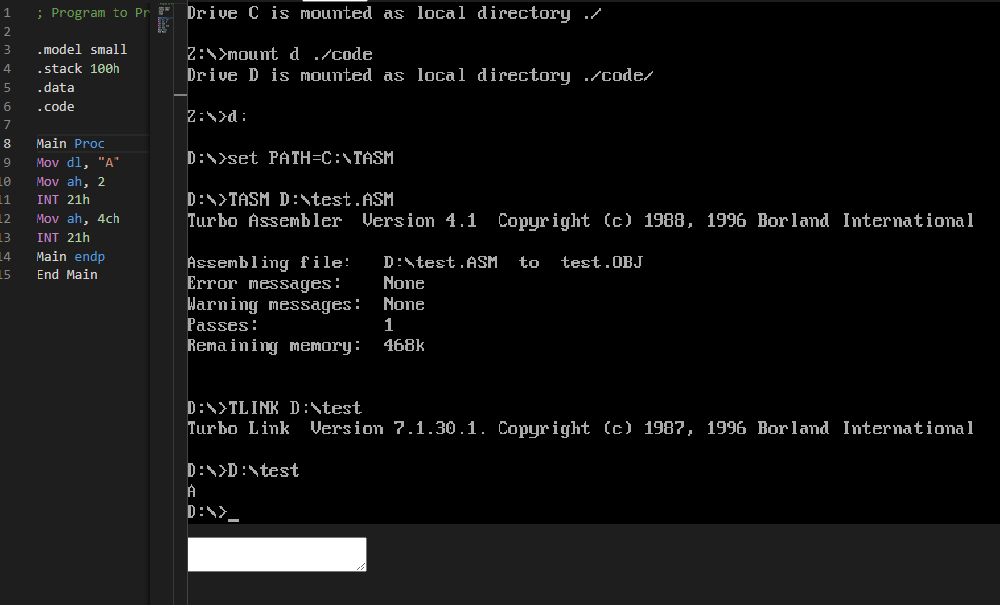 1 ; Program to Pr
2
3 .model small
4 .stack 100h
5 .data
6 .code
7
8 Main Proc
9 Mov dl, "A"
10 Mov ah, 2
11 INT 21h
12 Mov ah, 4ch
13 INT 21h
14 Main endp
15 End Main
Drive C is mounted as local directory ./
Z:\>mount d ./code
Drive D is mounted as local directory ./code/
Z:\>d:
D:\>set PATH=C:\TASM
D:\>TASM D:\test.ASM
Turbo Assembler  Version 4.1  Copyright (c) 1988, 1996 Borland International
Assembling file:   D:\test.ASM  to  test.OBJ
Error messages:    None
Warning messages:  None
Passes:            1
Remaining memory:  468k
D:\>TLINK D:\test
Turbo Link  Version 7.1.30.1. Copyright (c) 1987, 1996 Borland International
D:\>D:\test
A
D:\>_